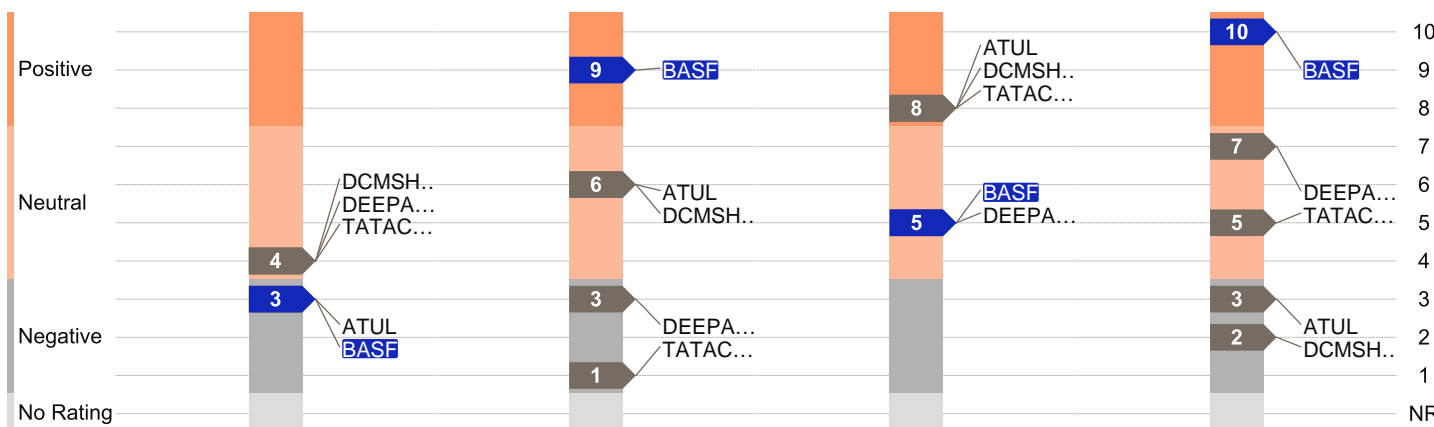 10
10
ATUL
9
BASF
DCMSH..
BASF
Positive
9
TATAC...
8
8
7
7
DCMSH..
6
ATUL
DEEPA...
6
Neutral
DEEPA...
DCMSH..
BASF
TATAC...
TATAC...
5
DEEPA...
5
5
4
4
3
3
3
3
ATUL
DEEPA...
ATUL
Negative
BASF
TATAC...
2
DCMSH..
2
1
1
No Rating
NR